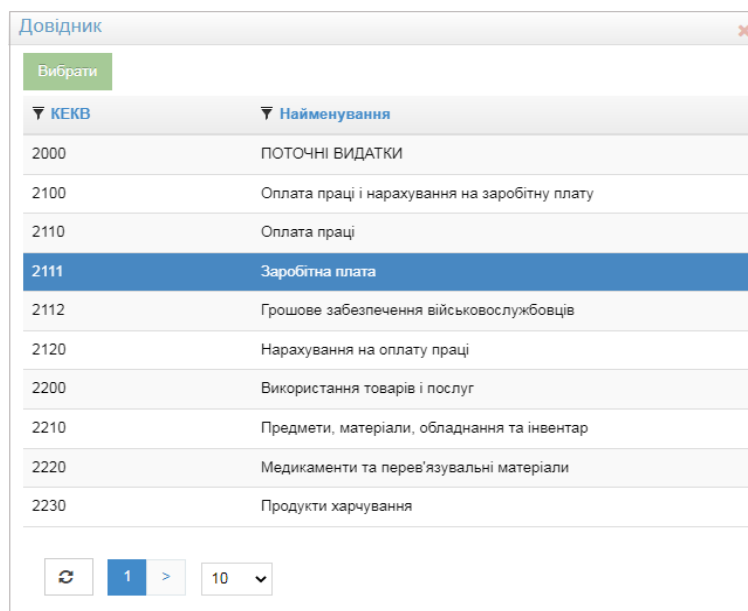 Довідник
Вибрати
КЕКВ Найменування
2000 ПОТОЧНІ ВИДАТКИ
2100 Оплата праці і нарахування на заробітну плату
2110 Оплата праці
2111 Заробітна плата
2112 Грошове забезпечення військовослужбовців
2120 Нарахування на оплату праці
2200 Використання товарів і послуг
2210 Предмети, матеріали, обладнання та інвентар
2220 Медикаменти та перев'язувальні матеріали
2230 Продукти харчування
1 > 10